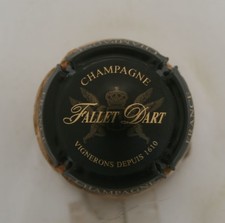 CHAMPAGNE
FALLET DART
VIGNERONS DEPUIS 1610